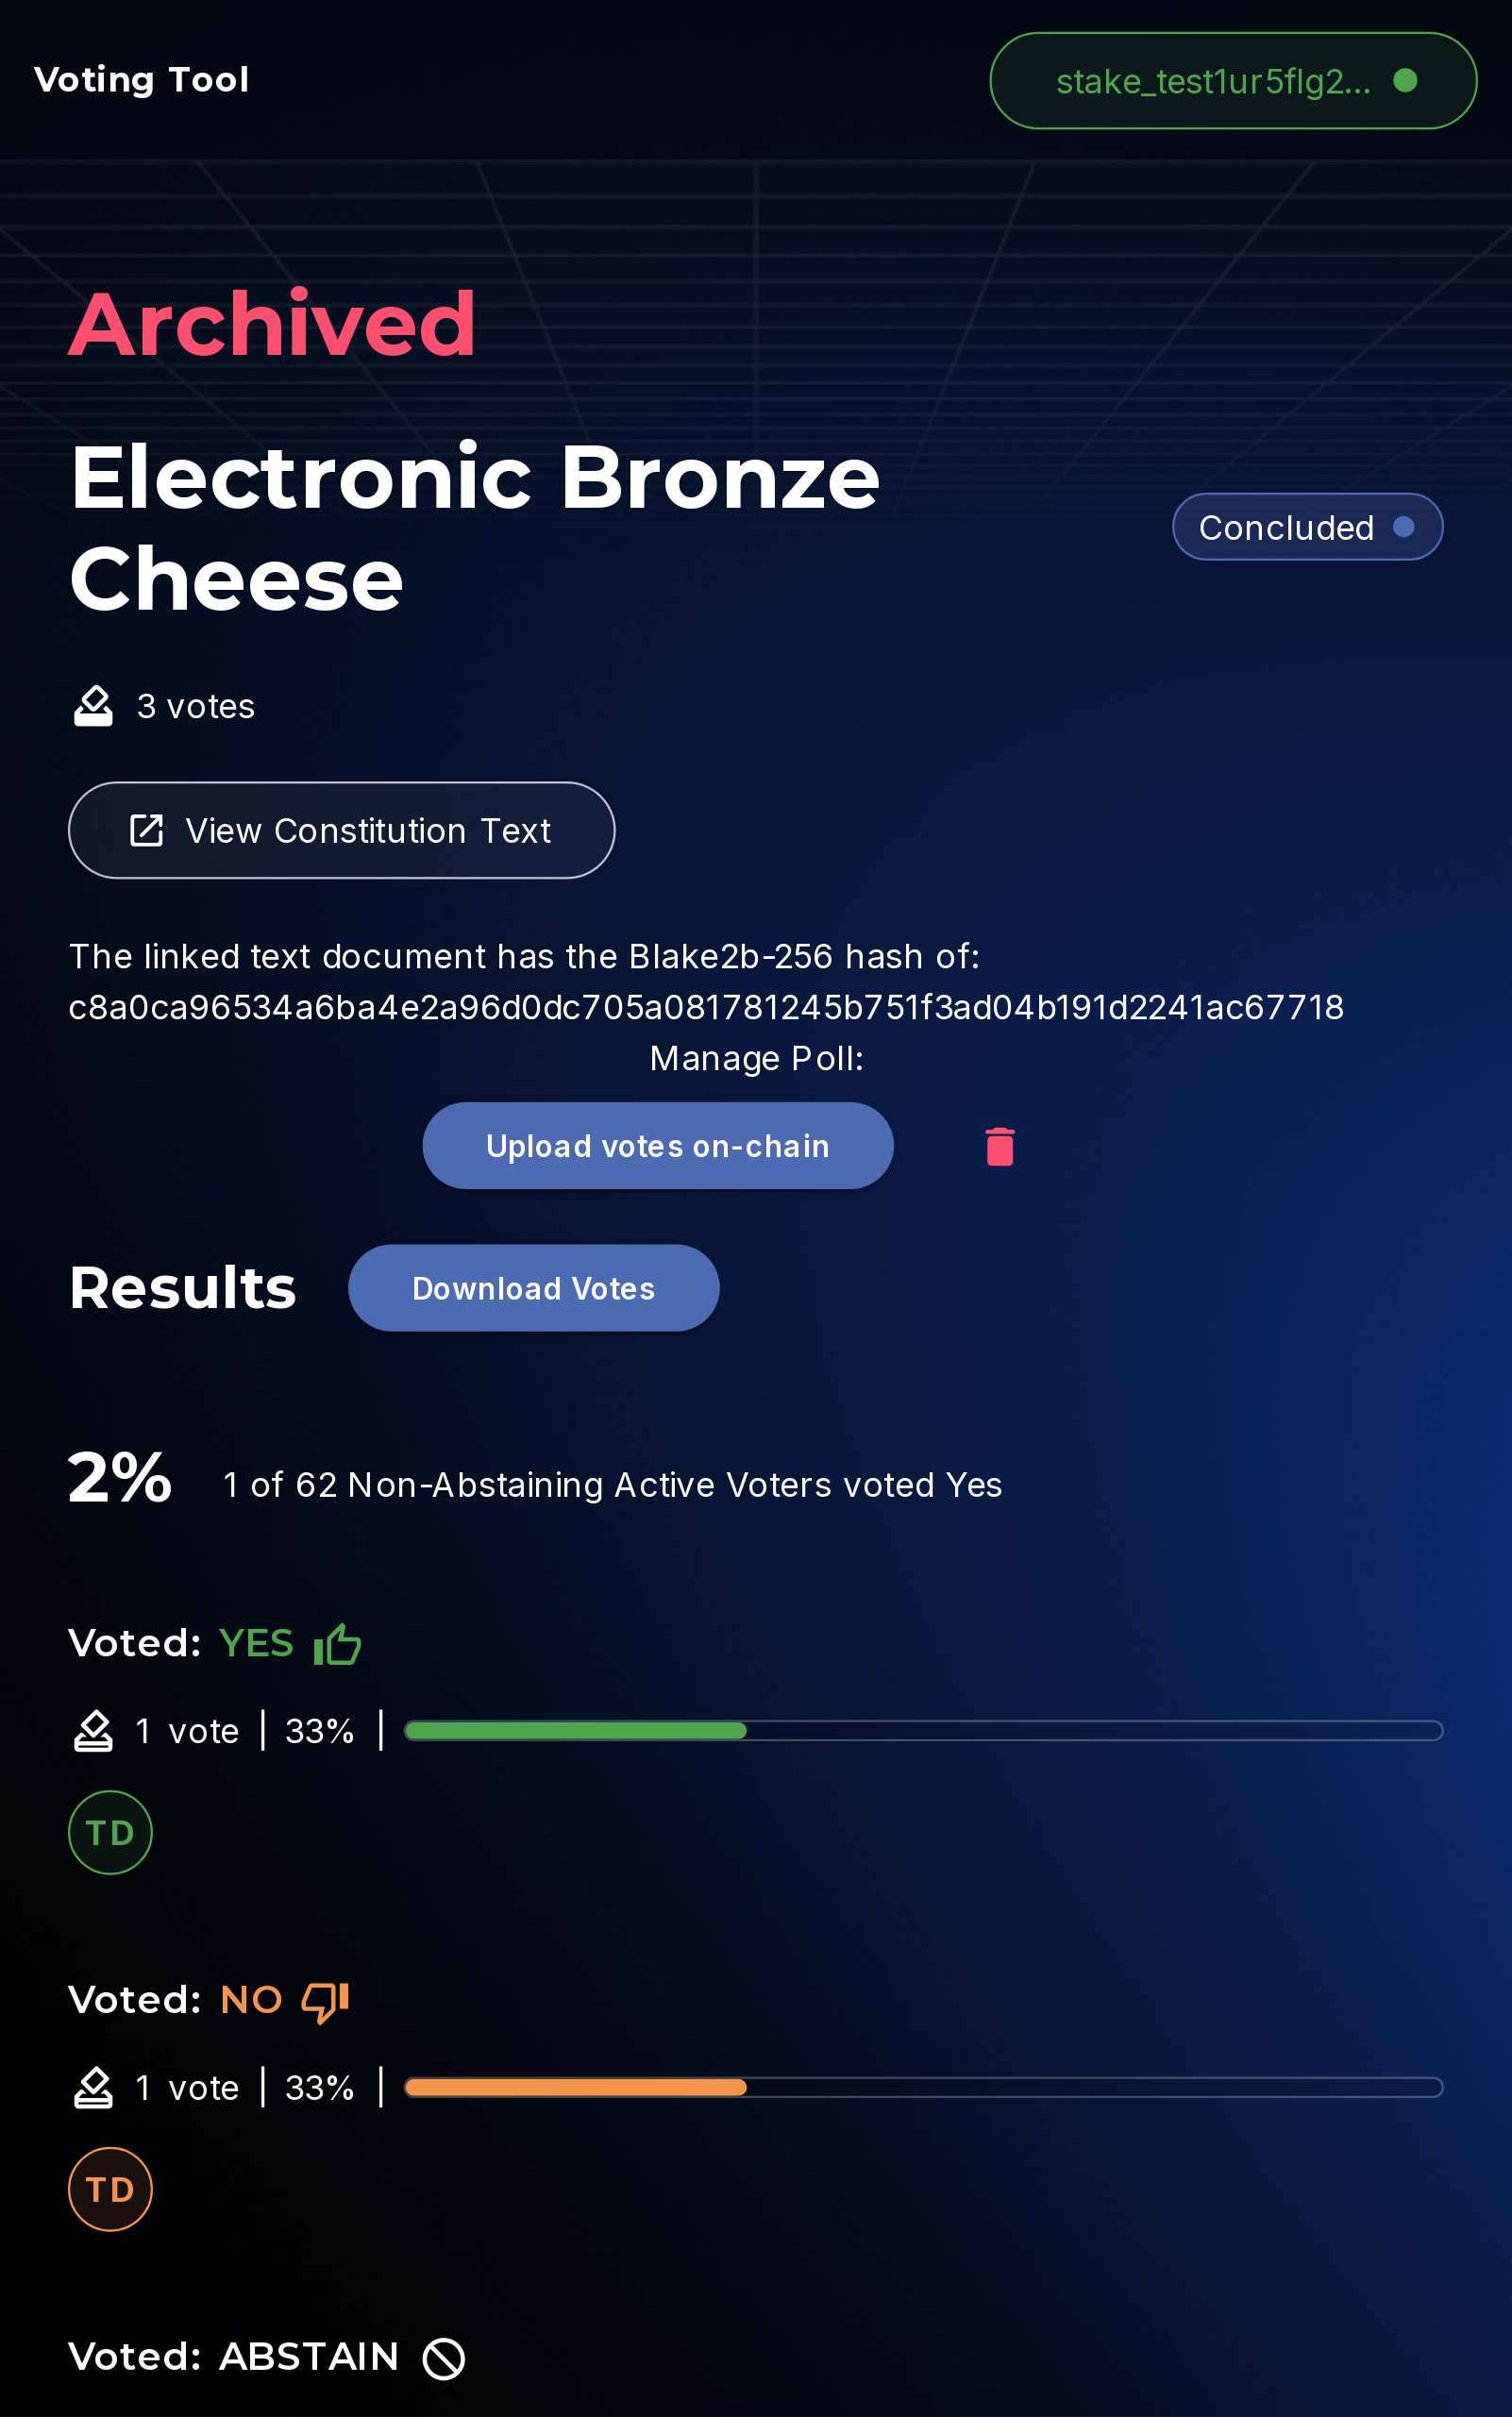 Voting Tool
stake_test1ur5flg2...
Archived
Electronic Bronze
Cheese
Concluded
3 votes
View Constitution Text
The linked text document has the Blake2b-256 hash of:
c8a0ca96534a6ba4e2a96d0dc705a081781245b751f3ad04b191d2241ac67718
Manage Poll:
Upload votes on-chain
Results
Download Votes
2%
1 of 62 Non-Abstaining Active Voters voted Yes
Voted: YES
1 vote | 33% |
TD
Voted: NO
1 vote | 33% |
TD
Voted: ABSTAIN